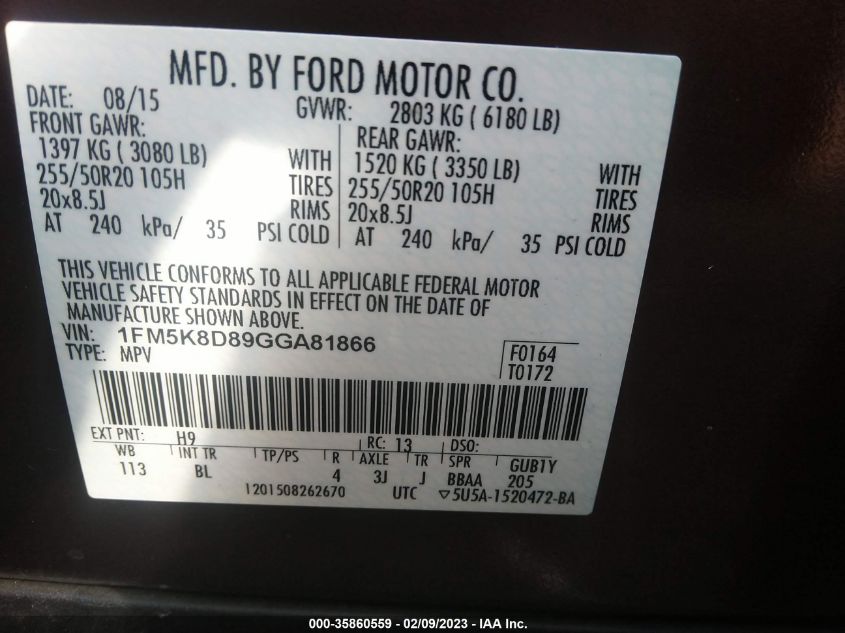 MFD. BY FORD MOTOR CO.
DATE: 08/15 GVWR: 2803 KG ( 6180 LB)
FRONT GAWR: REAR GAWR:
1397 KG ( 3080 LB) WITH 1520 KG ( 3350 LB) WITH
255/50R20 105H TIRES 255/50R20 105H TIRES
20x8.5J RIMS 20x8.5J RIMS
AT 240 kPa/ 35 PSI COLD AT 240 kPa/ 35 PSI COLD
THIS VEHICLE CONFORMS TO ALL APPLICABLE FEDERAL MOTOR
VEHICLE SAFETY STANDARDS IN EFFECT ON THE DATE OF
MANUFACTURE SHOWN ABOVE.
VIN: 1FM5K8D89GGA81866
TYPE: MPV
F0164
T0172
EXT PNT: H9 RC: 13 DSO:
WB INT TR TP/PS R AXLE TR SPR GUB1Y
113 BL 4 3J J BBAA 205
1201508262670 UTC ▽5U5A-1520472-BA
000-35860559 - 02/09/2023 - IAA Inc.